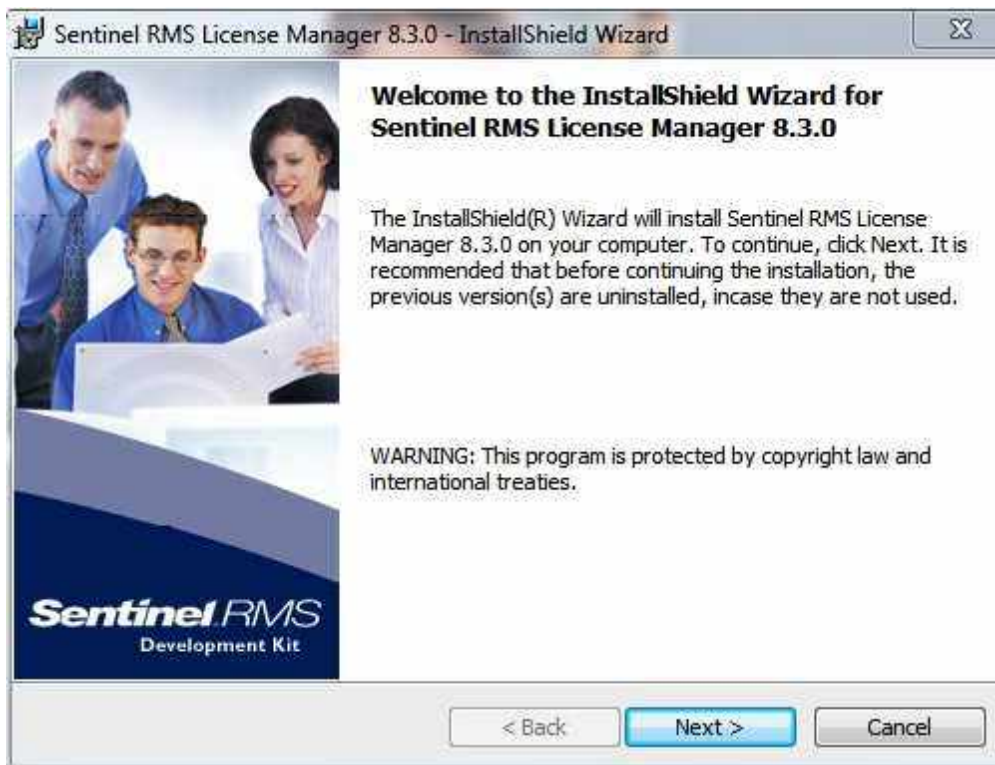 Sentinel RMS License Manager 8.3.0 - InstallShield Wizard
Welcome to the InstallShield Wizard for
Sentinel RMS License Manager 8.3.0
The InstallShield(R) Wizard will install Sentinel RMS License
Manager 8.3.0 on your computer. To continue, click Next. It is
recommended that before continuing the installation, the
previous version(s) are uninstalled, incase they are not used.
WARNING: This program is protected by copyright law and
international treaties.
Sentinel RMS
Development Kit
< Back
Next >
Cancel